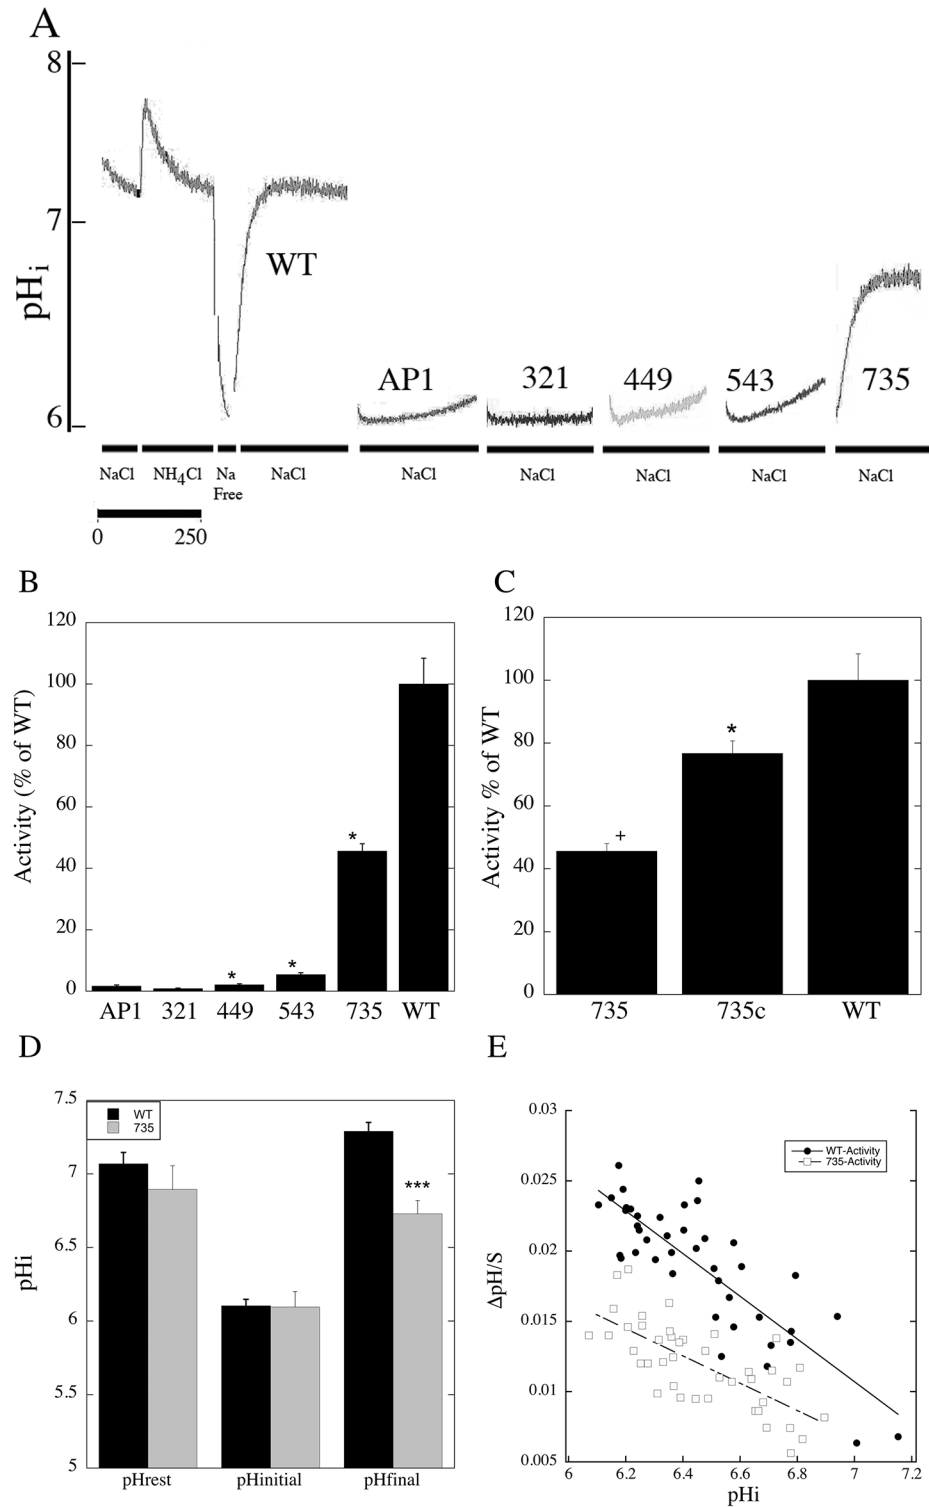 A
8
7
6
pHi
WT
AP1
321
449
543
735
NaCl
NH4Cl
Na
Free
NaCl
NaCl
NaCl
NaCl
NaCl
NaCl
0
250
B
120
100
80
60
40
20
0
Activity (% of WT)
*
*
*
AP1 321 449 543 735 WT
C
120
100
80
60
40
20
0
Activity % of WT
+
*
735 735c WT
D
7.5
7
6.5
6
5.5
5
pHi
WT
735
***
pHrest pHinitial pHfinal
E
0.03
0.025
0.02
0.015
0.01
0.005
ΔpH/S
WT-Activity
735-Activity
6 6.2 6.4 6.6 6.8 7 7.2
pHi